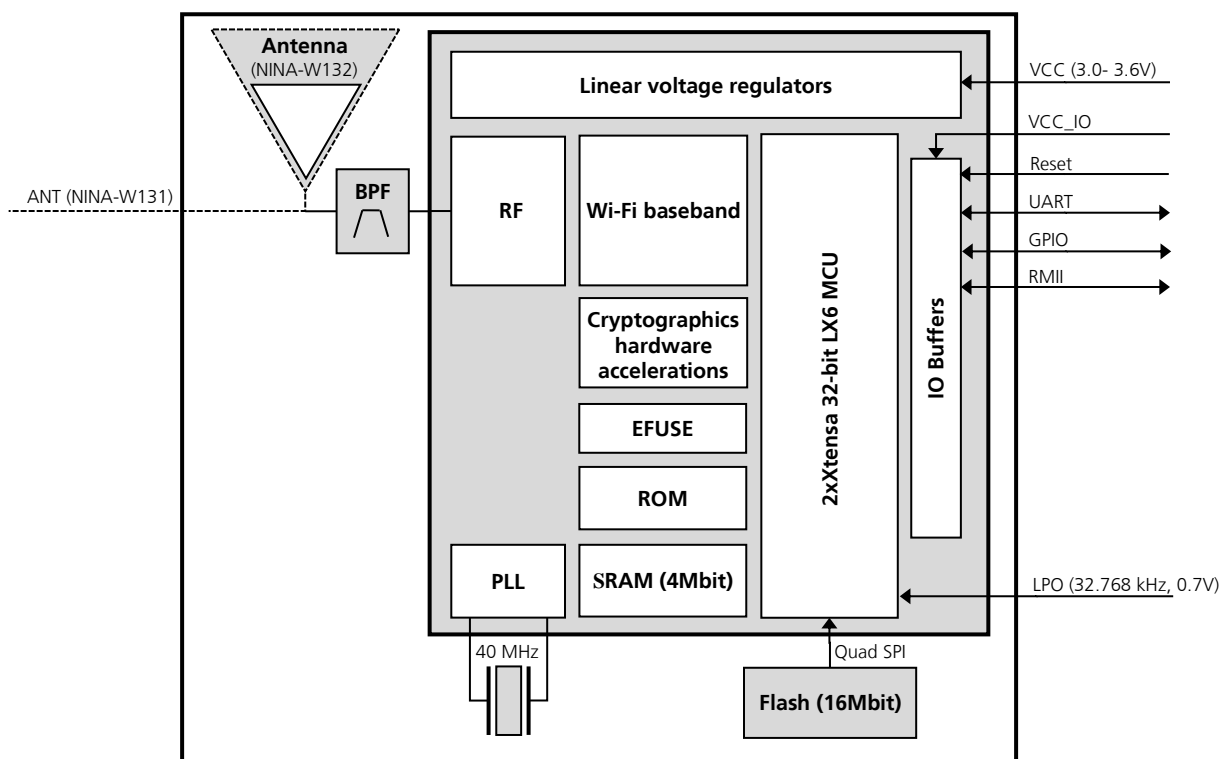 Antenna
(NINA-W132)
Linear voltage regulators
VCC (3.0- 3.6V)
VCC_IO
Reset
ANT (NINA-W131)
BPF
RF
Wi-Fi baseband
UART
GPIO
RMII
2xXtensa 32-bit LX6 MCU
IO Buffers
Cryptographics
hardware
accelerations
EFUSE
ROM
PLL
SRAM (4Mbit)
LPO (32.768 kHz, 0.7V)
40 MHz
Quad SPI
Flash (16Mbit)